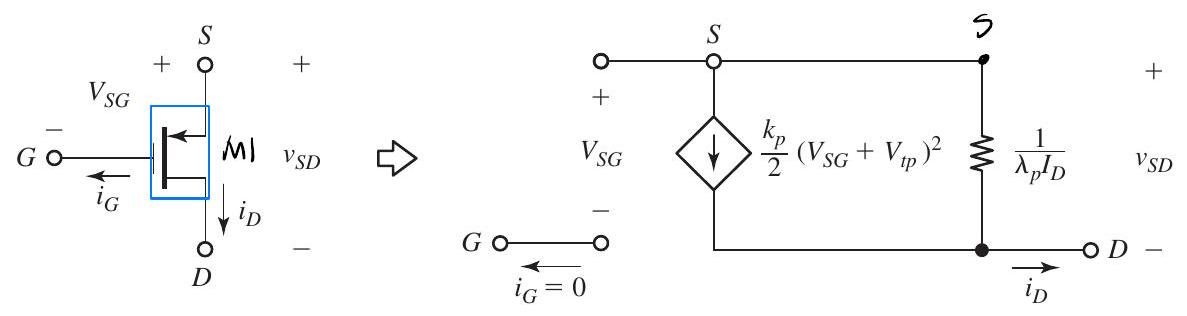 S
+ +
V_{SG}
−
G M1 v_{SD}
i_G
i_D
−
D
S S
+
+
V_{SG} \frac{k_p}{2} (V_{SG} + V_{tp})^2 \frac{1}{λ_p I_D} v_{SD}
−
G D −
i_G = 0 i_D